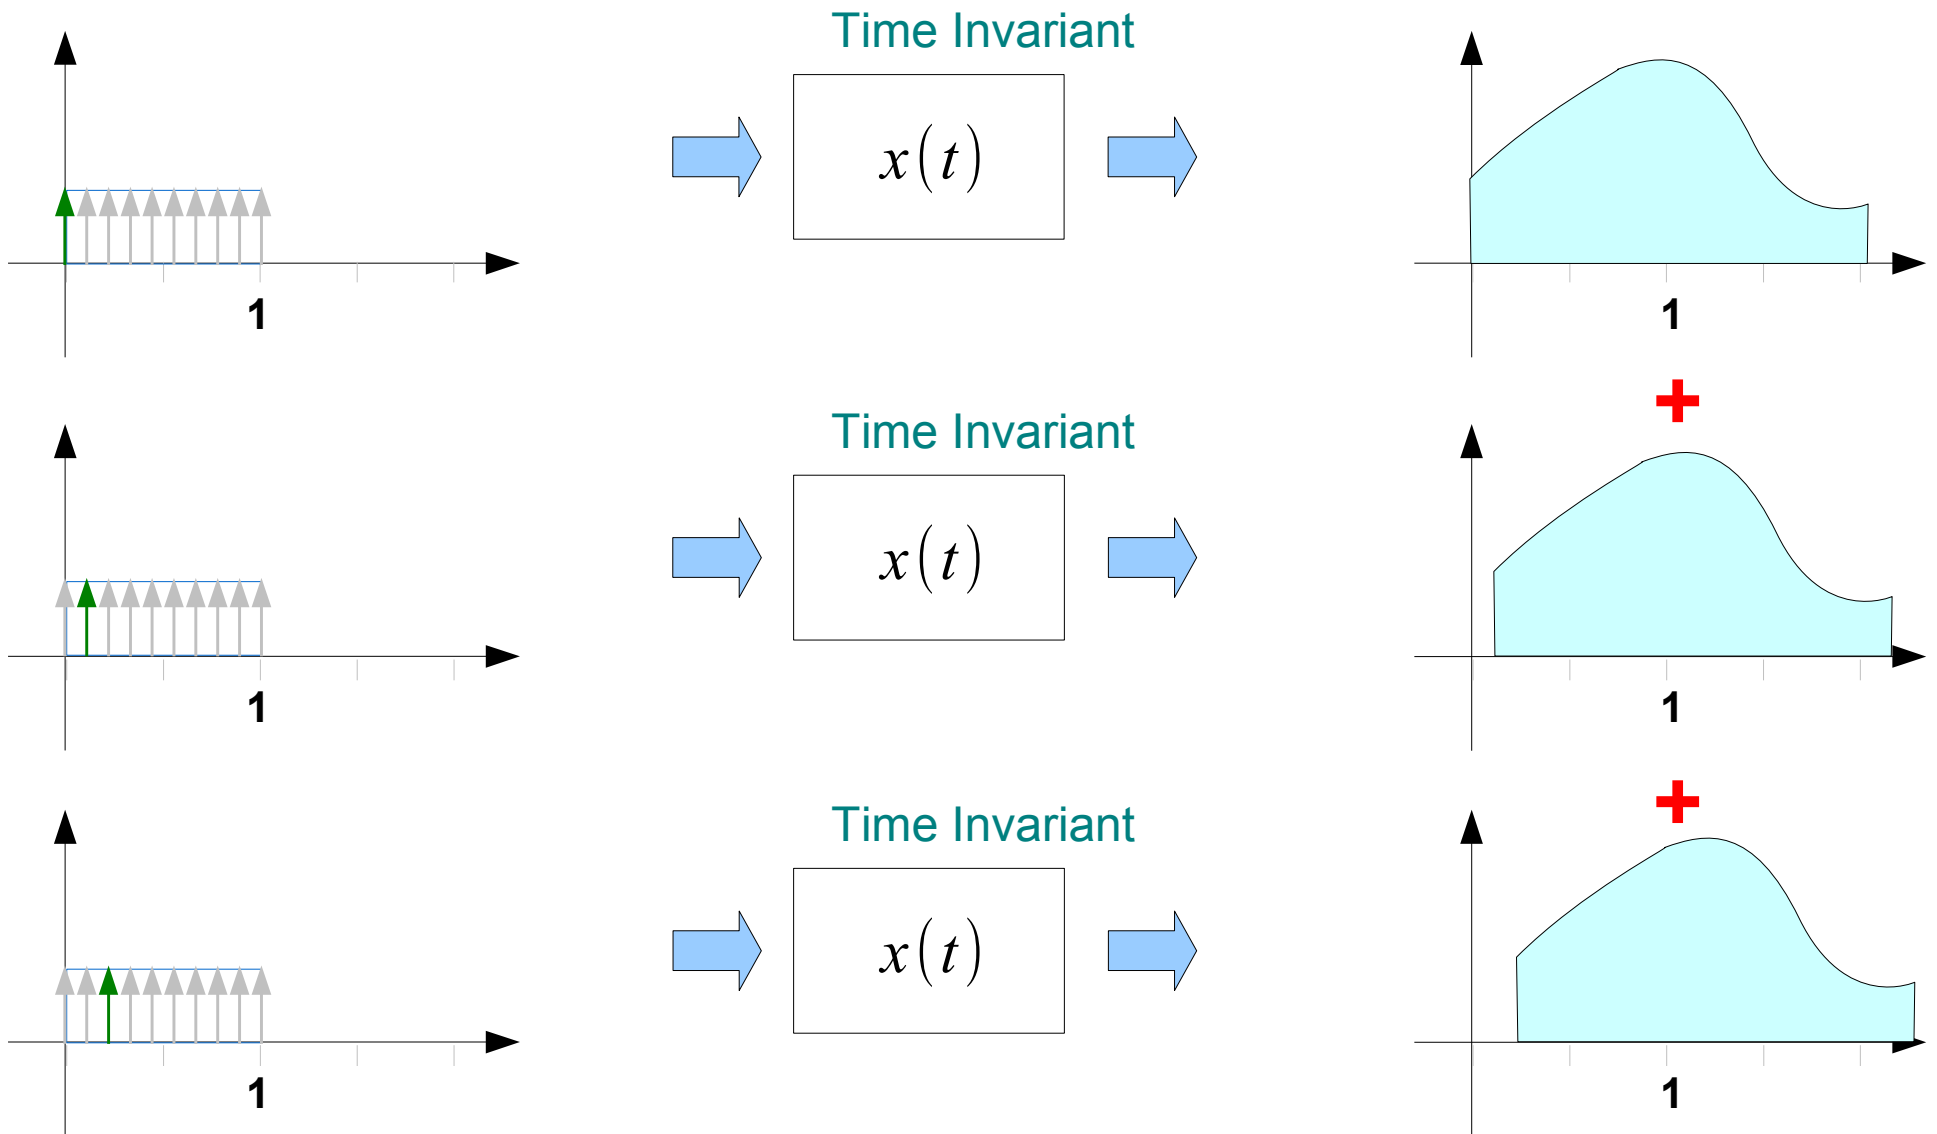 Time Invariant
x(t)
1
1
+
Time Invariant
x(t)
1
1
+
Time Invariant
x(t)
1
1